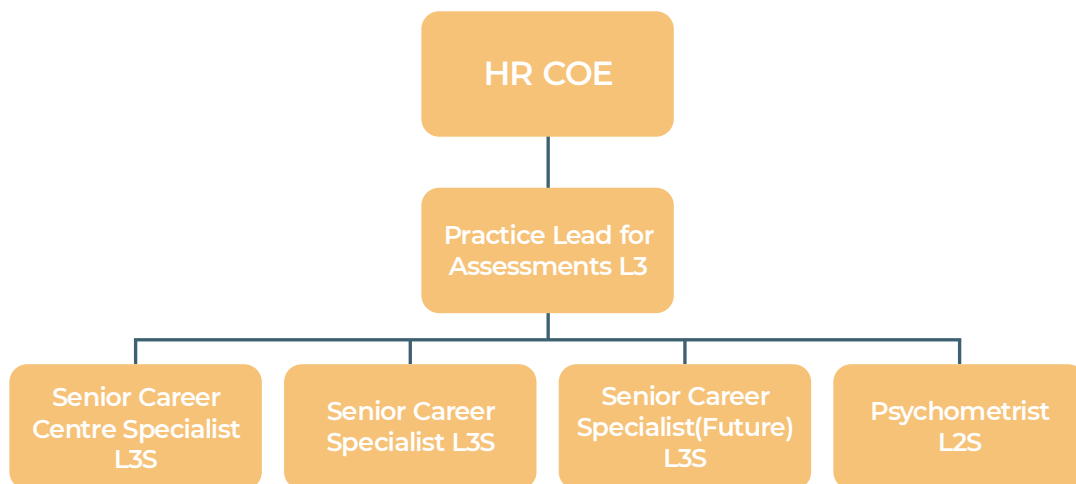 HR COE
Practice Lead for
Assessments L3
Senior Career
Centre Specialist
L3S
Senior Career
Specialist L3S
Senior Career
Specialist(Future)
L3S
Psychometrist
L2S